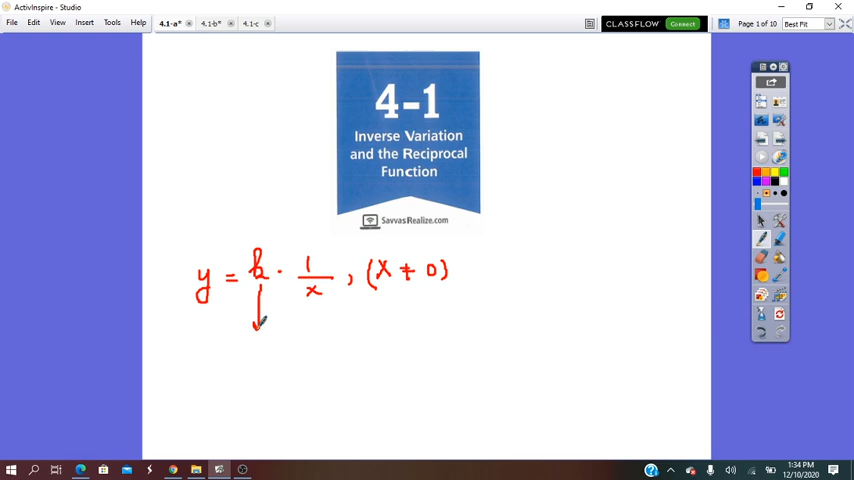 ActivInspire - Studio
File Edit View Insert Tools Help
4.1-a* 4.1-b* 4.1-c
CLASSFLOW Connect
Page 1 of 10 Best Fit
4-1
Inverse Variation
and the Reciprocal
Function
SavvasRealize.com
y = k · 1/x , (x ≠ 0)
1:34 PM
12/10/2020